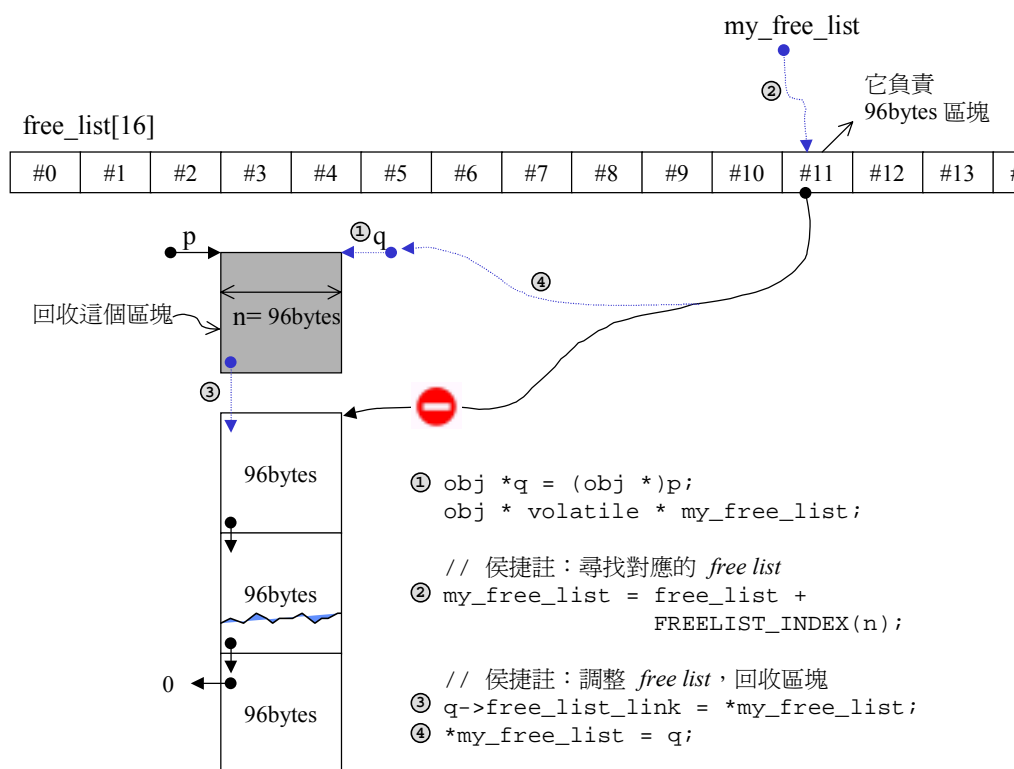 my_free_list
②
它負責
96bytes 區塊
free_list[16]
#0 #1 #2 #3 #4 #5 #6 #7 #8 #9 #10 #11 #12 #13 #
p ① q
④
回收這個區塊
n= 96bytes
③
96bytes
① obj *q = (obj *)p;
obj * volatile * my_free_list;
// 侯捷註：尋找對應的 free list
96bytes
② my_free_list = free_list +
FREELIST_INDEX(n);
0
// 侯捷註：調整 free list，回收區塊
96bytes
③ q->free_list_link = *my_free_list;
④ *my_free_list = q;